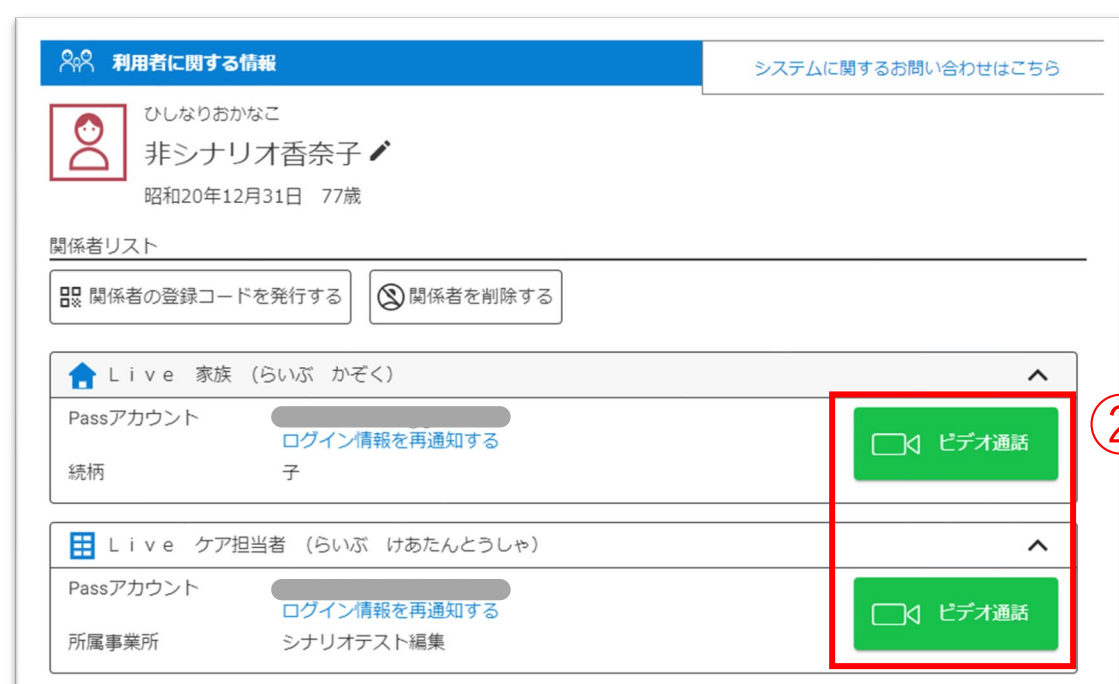 利用者に関する情報
システムに関するお問い合わせはこちら
ひしなりおかなこ
非シナリオ香奈子
昭和20年12月31日 77歳
関係者リスト
関係者の登録コードを発行する 関係者を削除する
Live 家族 (らいぶ かぞく)
Passアカウント
ログイン情報を再通知する
ビデオ通話
②
続柄 子
Live ケア担当者 (らいぶ けあたんとうしゃ)
Passアカウント
ログイン情報を再通知する
ビデオ通話
所属事業所 シナリオテスト編集